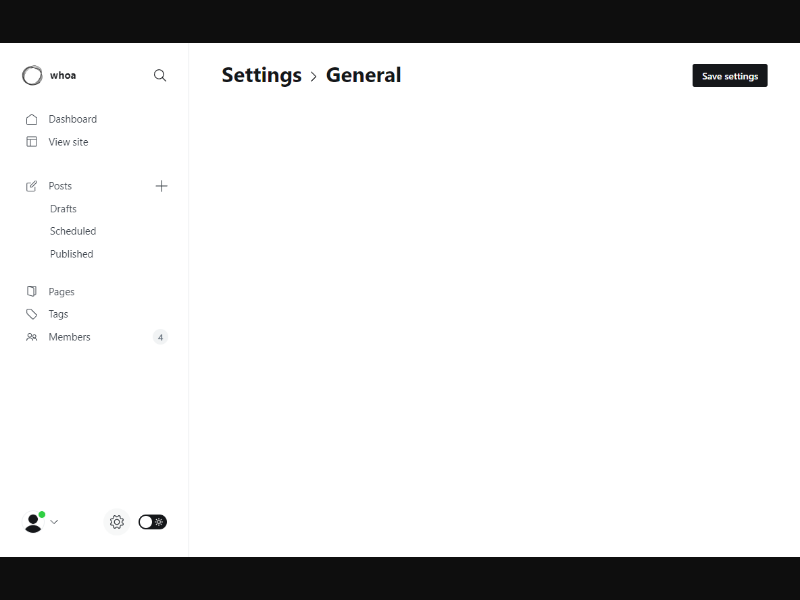 whoa
Settings > General
Save settings
Dashboard
View site
Posts
Drafts
Scheduled
Published
Pages
Tags
Members 4